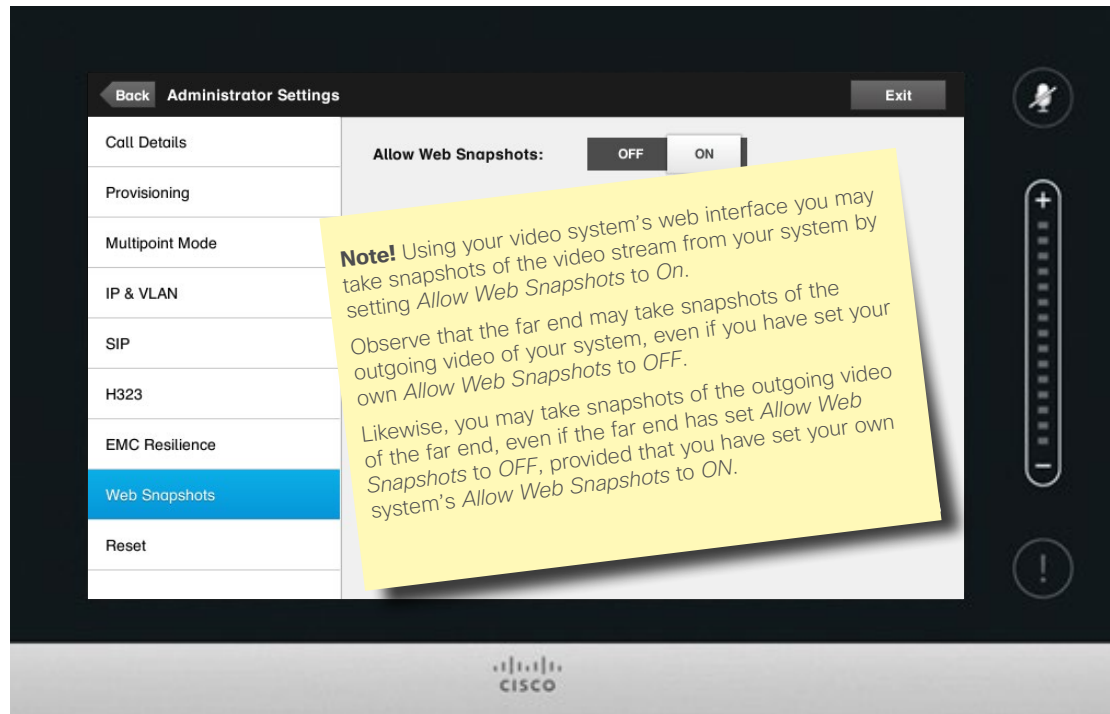 Back Administrator Settings Exit
Call Details
Provisioning
Multipoint Mode
IP & VLAN
SIP
H323
EMC Resilience
Web Snapshots
Reset
Allow Web Snapshots: OFF ON
Note! Using your video system's web interface you may
take snapshots of the video stream from your system by
setting Allow Web Snapshots to On.
Observe that the far end may take snapshots of the
outgoing video of your system, even if you have set your
own Allow Web Snapshots to OFF.
Likewise, you may take snapshots of the outgoing video
of the far end, even if the far end has set Allow Web
Snapshots to OFF, provided that you have set your own
system's Allow Web Snapshots to ON.
+
–
!
CISCO